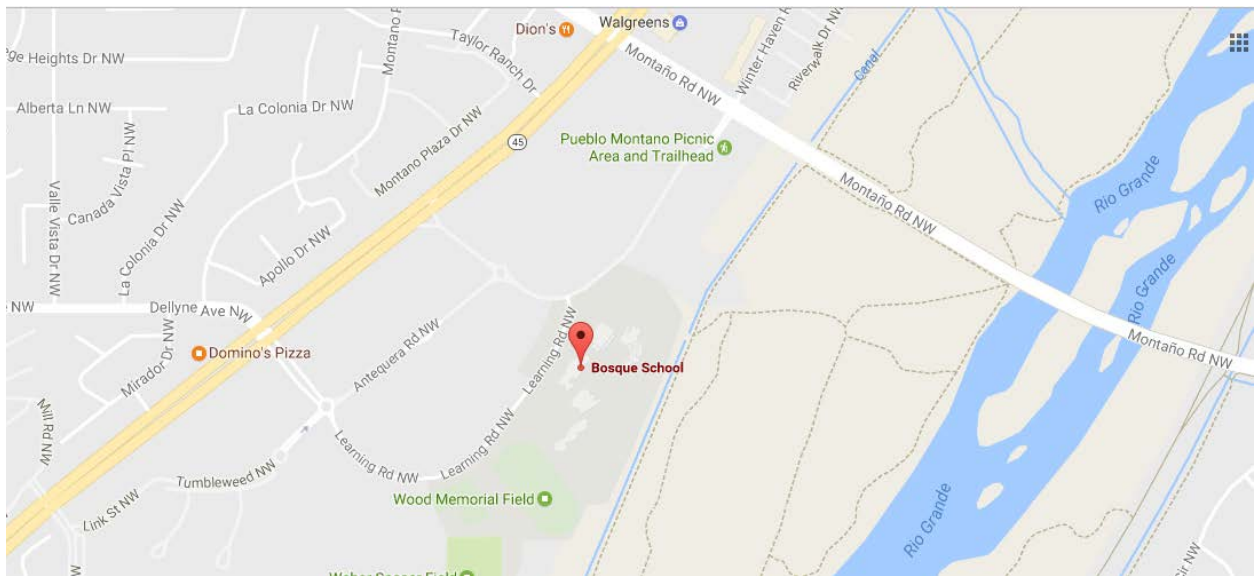 Dion's
Walgreens
Taylor Ranch Dr
Montano
Winter Haven R
Riverwalk Dr NW
Canal
ge Heights Dr NW
Montaño Rd NW
Alberta Ln NW
La Colonia Dr NW
45
Pueblo Montano Picnic
Area and Trailhead
Montano Plaza Dr NW
Canada Vista Pl NW
Valle Vista Dr NW
La Colonia Dr NW
Apollo Dr NW
Montaño Rd NW
Rio Grande
Rio Grande
e NW
Dellyne Ave NW
Domino's Pizza
Mirador Dr NW
Antequera Rd NW
Learning Rd NW
Bosque School
Montaño Rd NW
Mill Rd NW
Learning Rd NW
Learning Rd NW
Tumbleweed NW
Link St NW
Wood Memorial Field
Rio Grande
cir NW